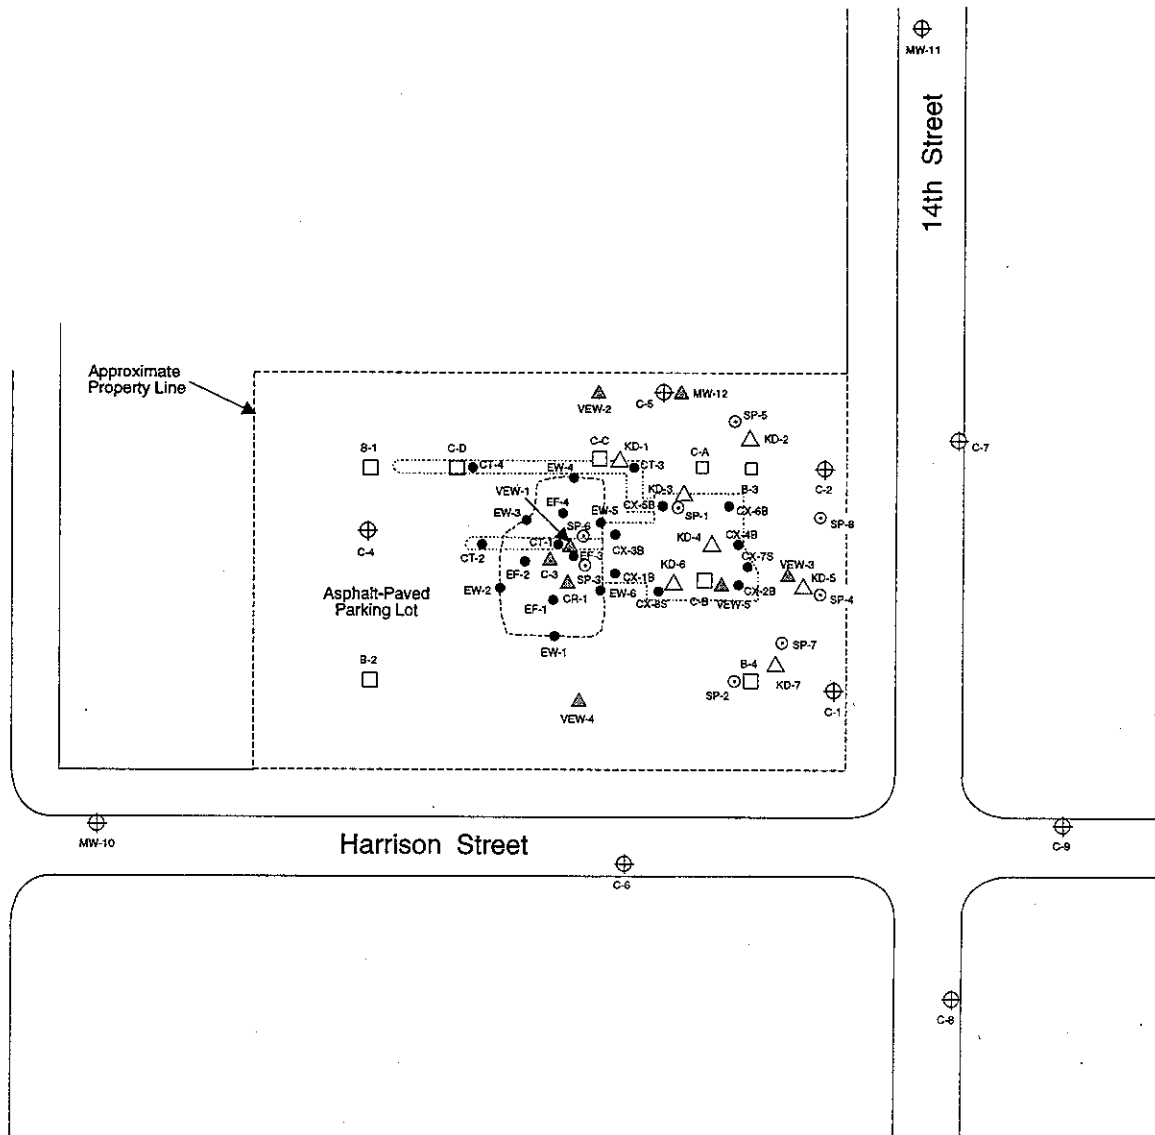 MW-11
14th Street
Approximate
Property Line
VEW-2
C-5
MW-12
SP-5
KD-2
C-7
B-1
C-D
C-C
KD-1
C-A
CT-4
EW-4
CT-3
B-3
C-2
VEW-1
KD-3
EF-4
CX-5B
SP-1
CX-6B
EW-3
EW-5
SP-8
C-4
SP-6
CT-1
KD-4
CX-4B
CT-2
CX-3B
EF-3
CX-7S
EF-2
C-3
SP-3
CX-1B
KD-6
VEW-3
KD-5
Asphalt-Paved
Parking Lot
EW-2
EF-1
CR-1
EW-6
CX-8S
C-B
VEW-5
CX-2B
SP-4
EW-1
SP-7
B-2
B-4
SP-2
KD-7
C-1
VEW-4
MW-10
Harrison Street
C-9
C-6
C-8